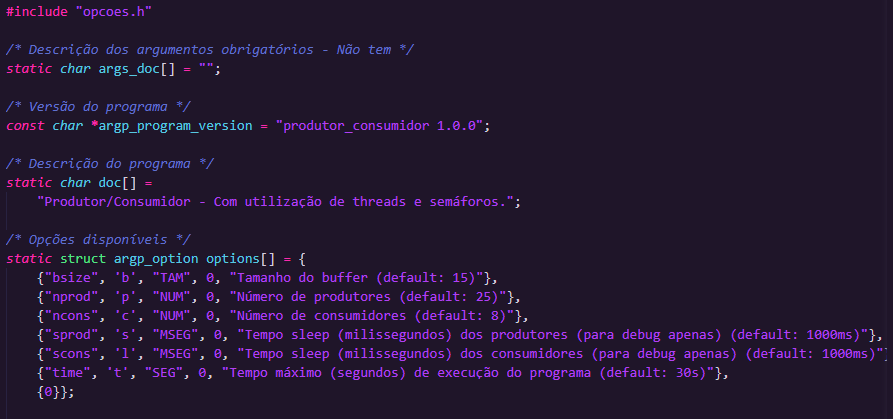 #include "opcoes.h"
/* Descrição dos argumentos obrigatórios - Não tem */
static char args_doc[] = "";
/* Versão do programa */
const char *argp_program_version = "produtor_consumidor 1.0.0";
/* Descrição do programa */
static char doc[] =
"Produtor/Consumidor - Com utilização de threads e semáforos.";
/* Opções disponíveis */
static struct argp_option options[] = {
{"bsize", 'b', "TAM", 0, "Tamanho do buffer (default: 15)"},
{"nprod", 'p', "NUM", 0, "Número de produtores (default: 25)"},
{"ncons", 'c', "NUM", 0, "Número de consumidores (default: 8)"},
{"sprod", 's', "MSEG", 0, "Tempo sleep (milissegundos) dos produtores (para debug apenas) (default: 1000ms)"},
{"scons", 'l', "MSEG", 0, "Tempo sleep (milissegundos) dos consumidores (para debug apenas) (default: 1000ms)"}
{"time", 't', "SEG", 0, "Tempo máximo (segundos) de execução do programa (default: 30s)"},
{0}};